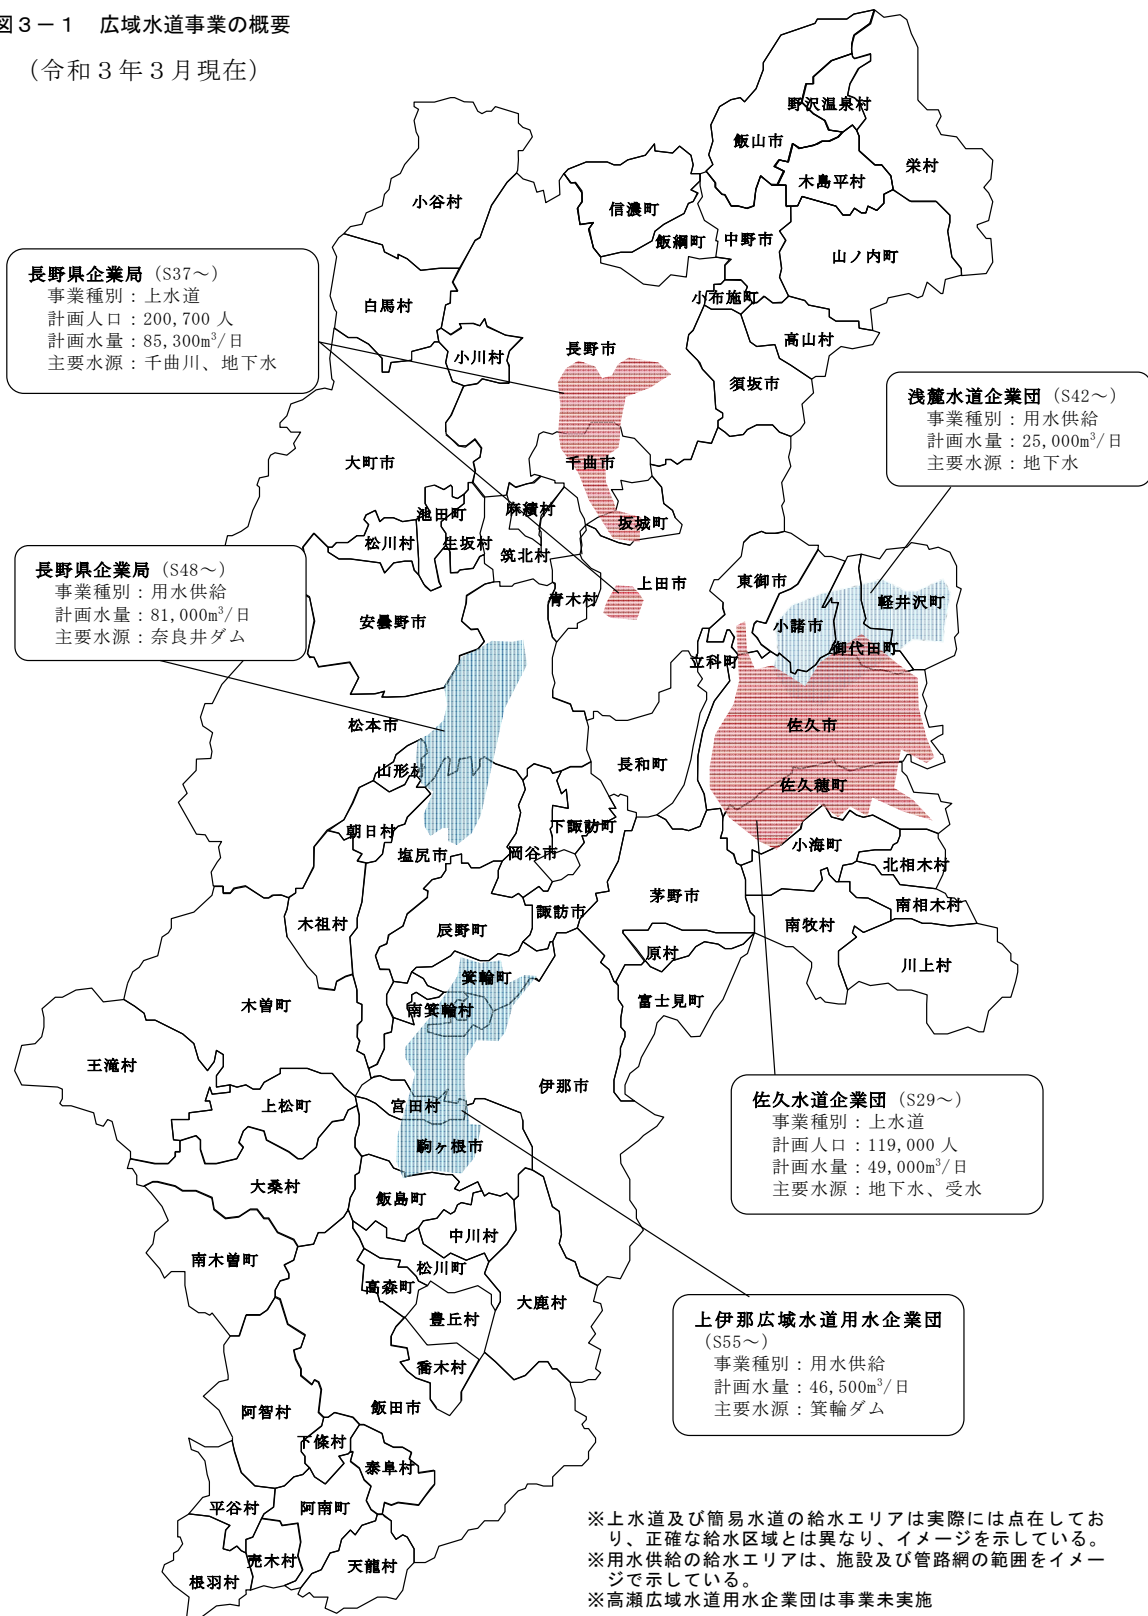 図３－１　広域水道事業の概要
（令和３年３月現在）
野沢温泉村
飯山市
栄村
木島平村
小谷村
信濃町
飯綱町
中野市
山ノ内町
長野県企業局（S37～）
事業種別：上水道
計画人口：200,700 人
計画水量：85,300m³/日
主要水源：千曲川、地下水
白馬村
小布施町
高山村
小川村
長野市
須坂市
浅麓水道企業団（S42～）
事業種別：用水供給
計画水量：25,000m³/日
主要水源：地下水
大町市
千曲市
池田町
麻績村
坂城町
松川村
生坂村
筑北村
長野県企業局（S48～）
事業種別：用水供給
計画水量：81,000m³/日
主要水源：奈良井ダム
上田市
東御市
青木村
軽井沢町
安曇野市
小諸市
御代田町
立科町
松本市
佐久市
山形村
長和町
佐久穂町
朝日村
下諏訪町
塩尻市
岡谷市
小海町
北相木村
茅野市
南相木村
木祖村
諏訪市
辰野町
南牧村
原村
川上村
箕輪町
木曽町
南箕輪村
富士見町
王滝村
伊那市
上松町
宮田村
駒ヶ根市
佐久水道企業団（S29～）
事業種別：上水道
計画人口：119,000 人
計画水量：49,000m³/日
主要水源：地下水、受水
大桑村
飯島町
中川村
南木曽町
松川町
高森町
大鹿村
豊丘村
上伊那広域水道用水企業団
（S55～）
事業種別：用水供給
計画水量：46,500m³/日
主要水源：箕輪ダム
喬木村
阿智村
飯田市
下條村
泰阜村
平谷村
阿南町
売木村
天龍村
根羽村
※上水道及び簡易水道の給水エリアは実際には点在してお
り、正確な給水区域とは異なり、イメージを示している。
※用水供給の給水エリアは、施設及び管路網の範囲をイメー
ジで示している。
※高瀬広域水道用水企業団は事業未実施